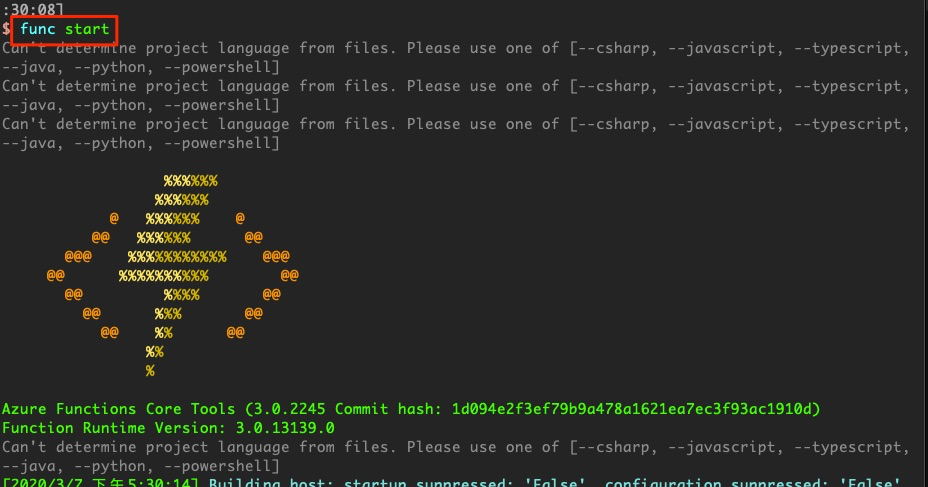 :30:08]
$ func start
Can't determine project language from files. Please use one of [--csharp, --javascript, --typescript,
--java, --python, --powershell]
Can't determine project language from files. Please use one of [--csharp, --javascript, --typescript,
--java, --python, --powershell]
Can't determine project language from files. Please use one of [--csharp, --javascript, --typescript,
--java, --python, --powershell]
                  %%%%%%
                 %%%%%%
            @   %%%%%%    @
          @@   %%%%%%      @@
       @@@    %%%%%%%%%%%    @@@
     @@      %%%%%%%%%%        @@
       @@         %%%%       @@
         @@      %%%       @@
           @@    %%      @@
                %%
                %
Azure Functions Core Tools (3.0.2245 Commit hash: 1d094e2f3ef79b9a478a1621ea7ec3f93ac1910d)
Function Runtime Version: 3.0.13139.0
Can't determine project language from files. Please use one of [--csharp, --javascript, --typescript,
--java, --python, --powershell]
[2020/3/7 下午5:30:14] Building host: startup suppressed: 'False', configuration suppressed: 'False'